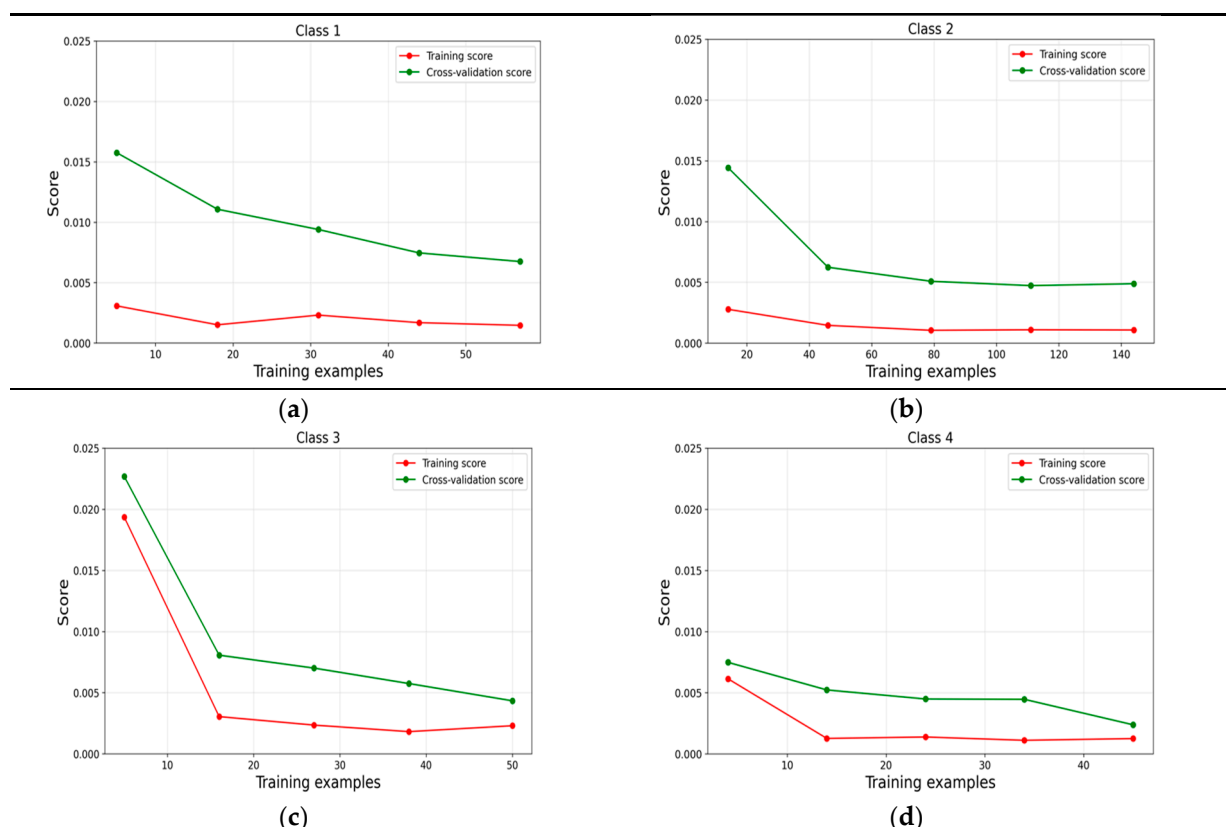 Class 1
0.025
0.020
0.015
0.010
0.005
0.000
Score
Training score
Cross-validation score
10 20 30 40 50
Training examples
(a)
Class 2
0.025
0.020
0.015
0.010
0.005
0.000
Score
Training score
Cross-validation score
20 40 60 80 100 120 140
Training examples
(b)
Class 3
0.025
0.020
0.015
0.010
0.005
0.000
Score
Training score
Cross-validation score
10 20 30 40 50
Training examples
(c)
Class 4
0.025
0.020
0.015
0.010
0.005
0.000
Score
Training score
Cross-validation score
10 20 30 40
Training examples
(d)